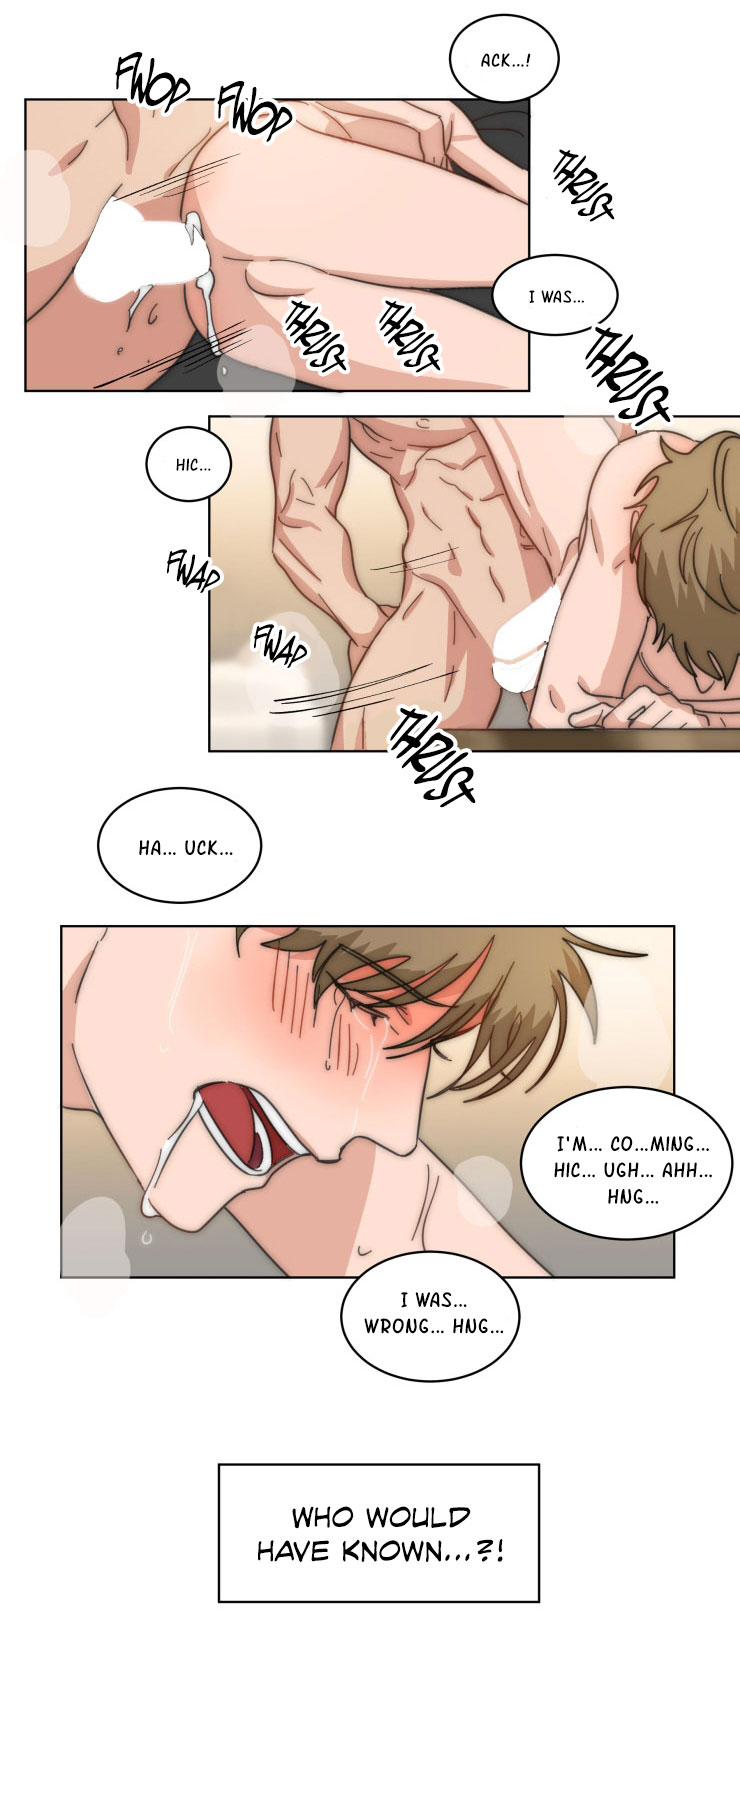 ACK...!
FWOP
FWOP
THRUST
I WAS...
THRUST
THRUST
THRUST
HIC...
FWAP
FWAP
THRUST
HA... UCK...
I'M... CO...MING...
HIC... UGH... AHH...
HNG...
I WAS...
WRONG... HNG...
WHO WOULD
HAVE KNOWN...?!